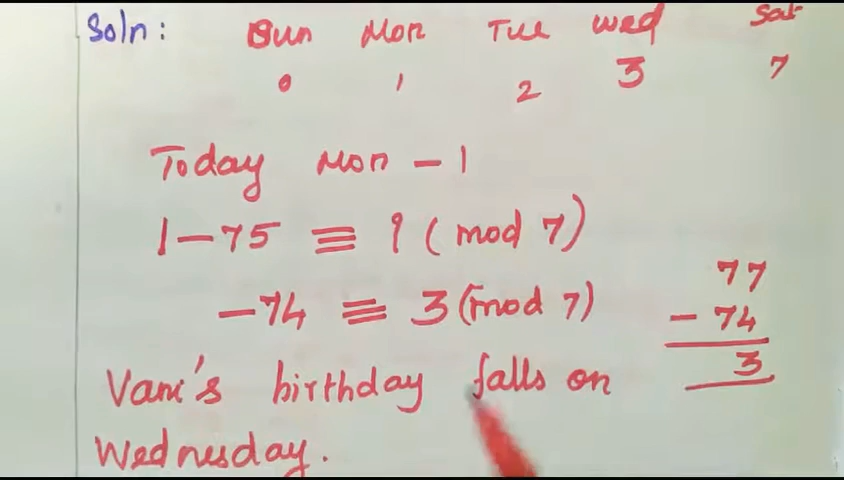 Soln: Sun Mon Tue Wed Sat
0 1 2 3 7
Today Mon - 1
1 - 75 ≡ ? (mod 7)
77
- 74 ≡ 3 (mod 7)
- 74
3
Vani's birthday falls on
Wednesday.